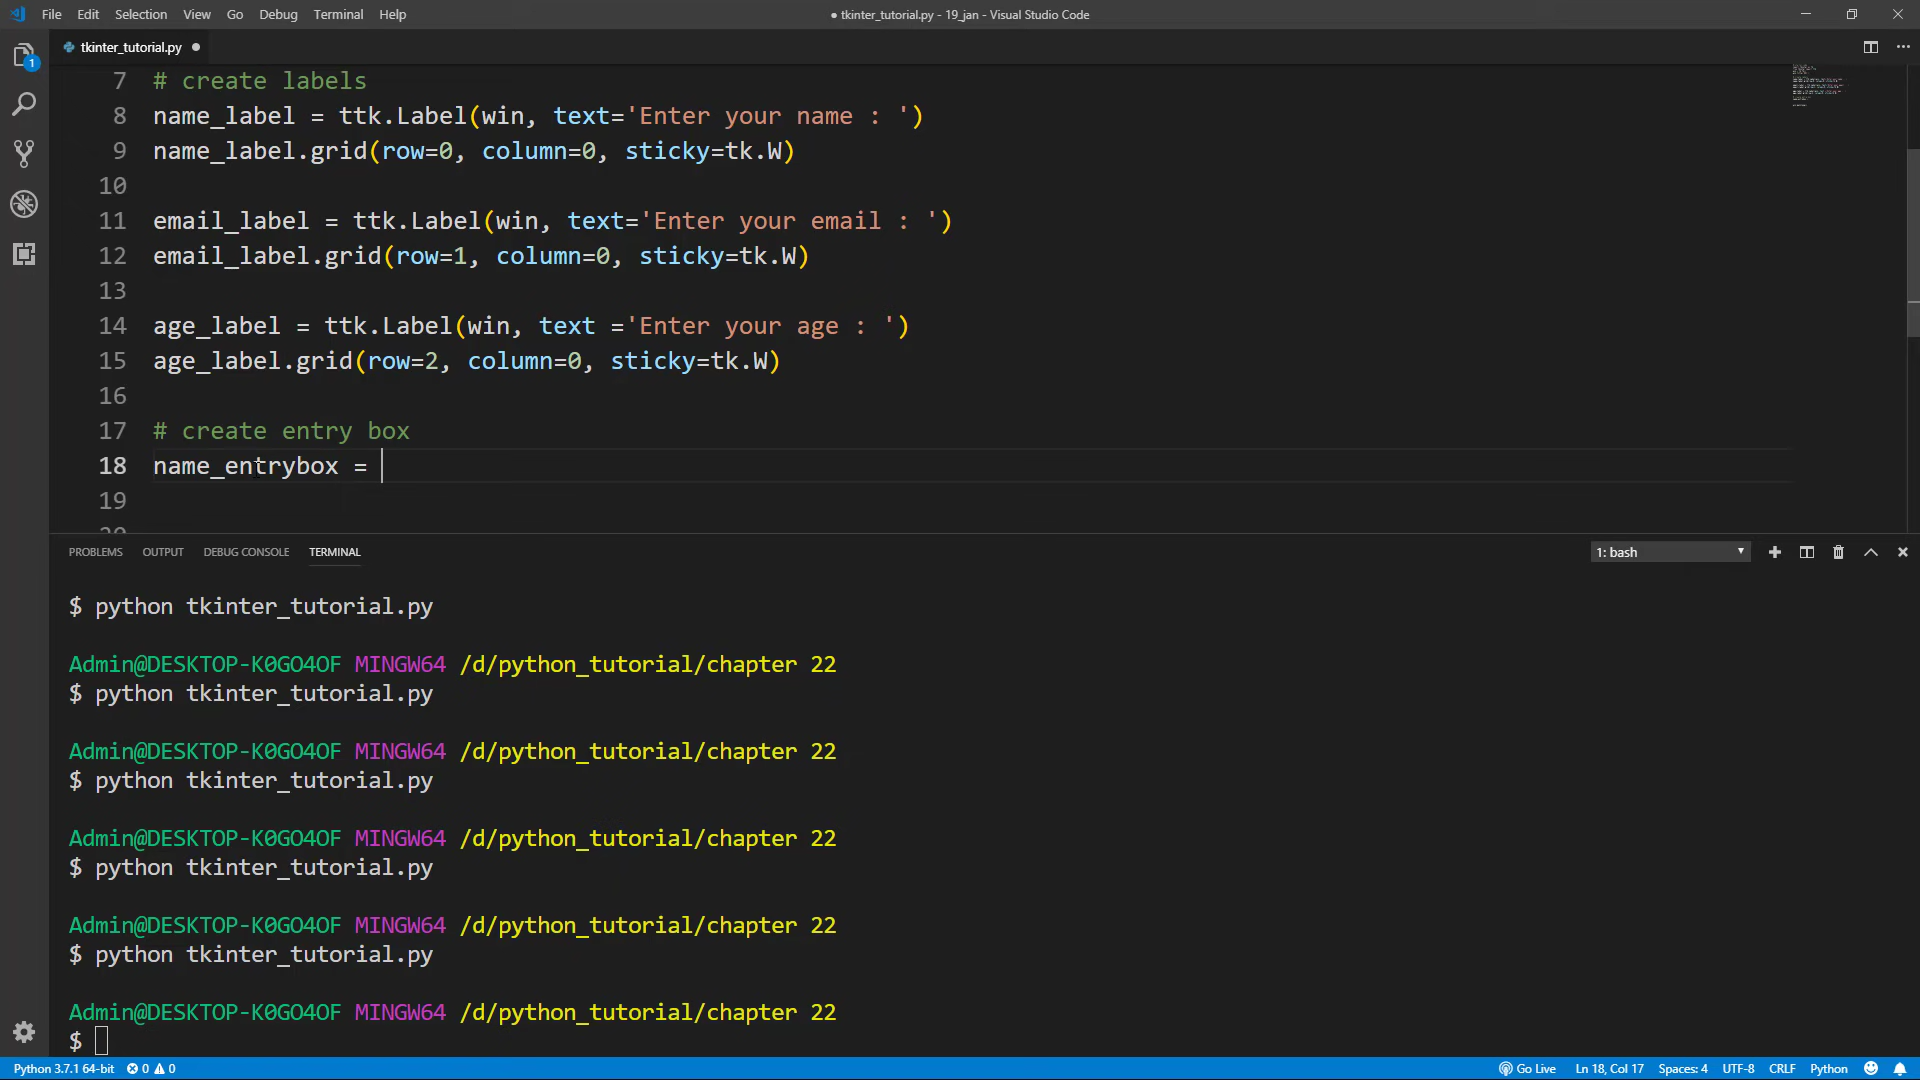 File Edit Selection View Go Debug Terminal Help
● tkinter_tutorial.py - 19_jan - Visual Studio Code
tkinter_tutorial.py ●
1
7 # create labels
8 name_label = ttk.Label(win, text='Enter your name : ')
9 name_label.grid(row=0, column=0, sticky=tk.W)
10
11 email_label = ttk.Label(win, text='Enter your email : ')
12 email_label.grid(row=1, column=0, sticky=tk.W)
13
14 age_label = ttk.Label(win, text ='Enter your age : ')
15 age_label.grid(row=2, column=0, sticky=tk.W)
16
17 # create entry box
18 name_entrybox =
19
20
PROBLEMS OUTPUT DEBUG CONSOLE TERMINAL 1: bash
$ python tkinter_tutorial.py
Admin@DESKTOP-K0GO4OF MINGW64 /d/python_tutorial/chapter 22
$ python tkinter_tutorial.py
Admin@DESKTOP-K0GO4OF MINGW64 /d/python_tutorial/chapter 22
$ python tkinter_tutorial.py
Admin@DESKTOP-K0GO4OF MINGW64 /d/python_tutorial/chapter 22
$ python tkinter_tutorial.py
Admin@DESKTOP-K0GO4OF MINGW64 /d/python_tutorial/chapter 22
$ python tkinter_tutorial.py
Admin@DESKTOP-K0GO4OF MINGW64 /d/python_tutorial/chapter 22
$
Python 3.7.1 64-bit 0 0 Go Live Ln 18, Col 17 Spaces: 4 UTF-8 CRLF Python